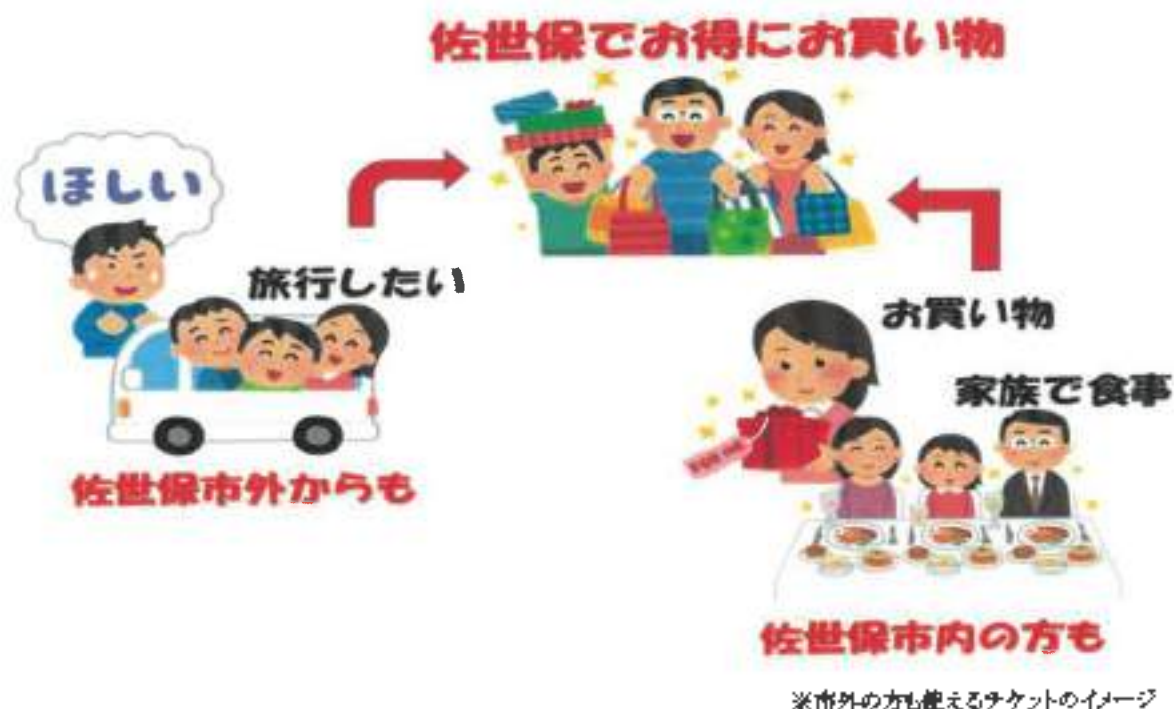 佐世保でお得にお買い物
ほしい
旅行したい
お買い物
家族で食事
佐世保市外からも
佐世保市内の方も
※市外の方も使えるチケットのイメージ